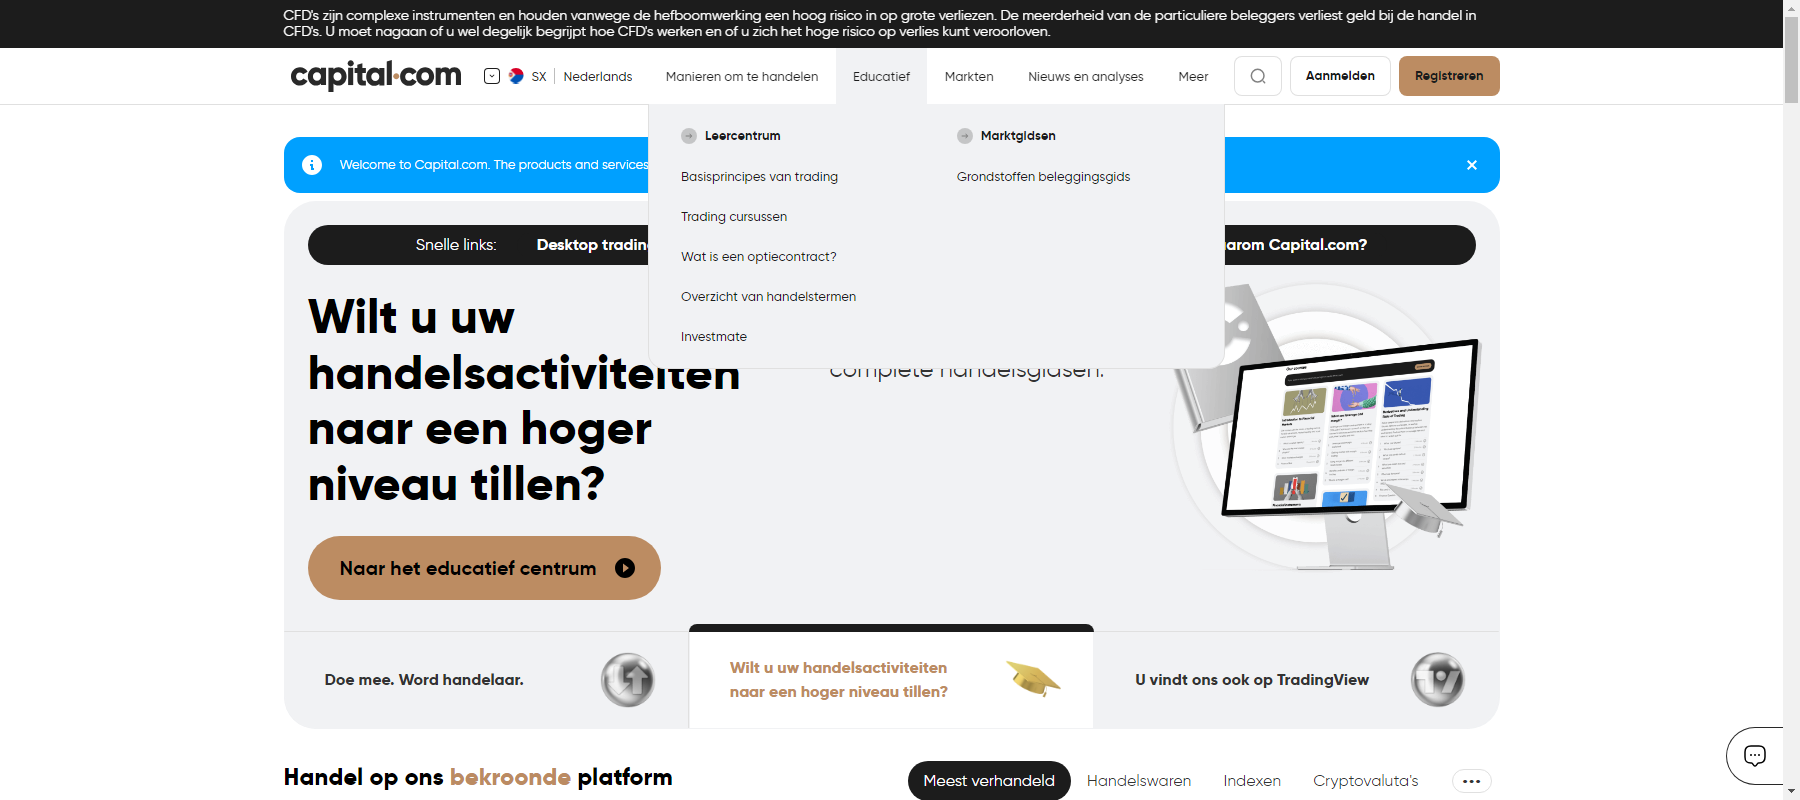 CFD's zijn complexe instrumenten en houden vanwege de hefboomwerking een hoog risico in op grote verliezen. De meerderheid van de particuliere beleggers verliest geld bij de handel in
CFD's. U moet nagaan of u wel degelijk begrijpt hoe CFD's werken en of u zich het hoge risico op verlies kunt veroorloven.
capital.com
SX Nederlands
Manieren om te handelen Educatief Markten Nieuws en analyses Meer
Aanmelden Registreren
Leercentrum
Basisprincipes van trading
Trading cursussen
Wat is een optiecontract?
Overzicht van handelstermen
Investmate
Marktgidsen
Grondstoffen beleggingsgids
Welcome to Capital.com. The products and services
Snelle links: Desktop trading
Capital.com?
Wilt u uw
handelsactiviteiten
naar een hoger
niveau tillen?
complete handelsgidsen.
Naar het educatief centrum
Doe mee. Word handelaar.
Wilt u uw handelsactiviteiten
naar een hoger niveau tillen?
U vindt ons ook op TradingView
Handel op ons bekroonde platform
Meest verhandeld Handelswaren Indexen Cryptovaluta's